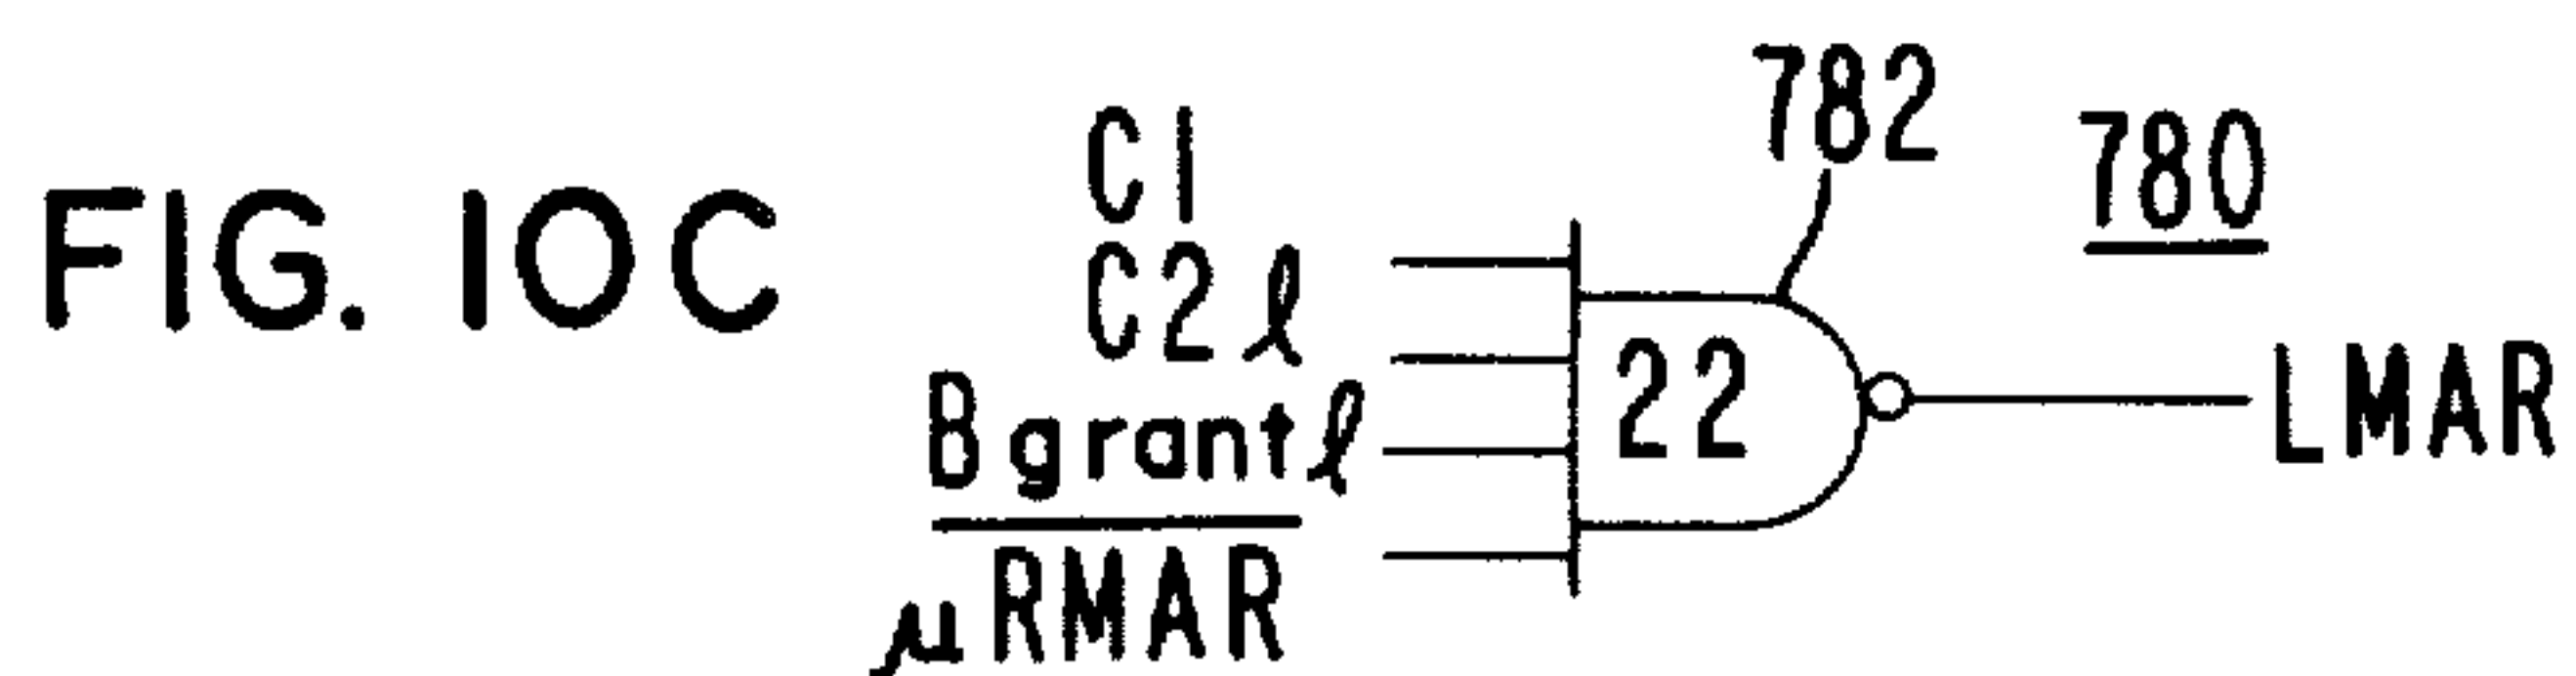 FIG. 10C
782
780
C1
C2ℓ
Bgrantℓ
μRMAR
22
LMAR